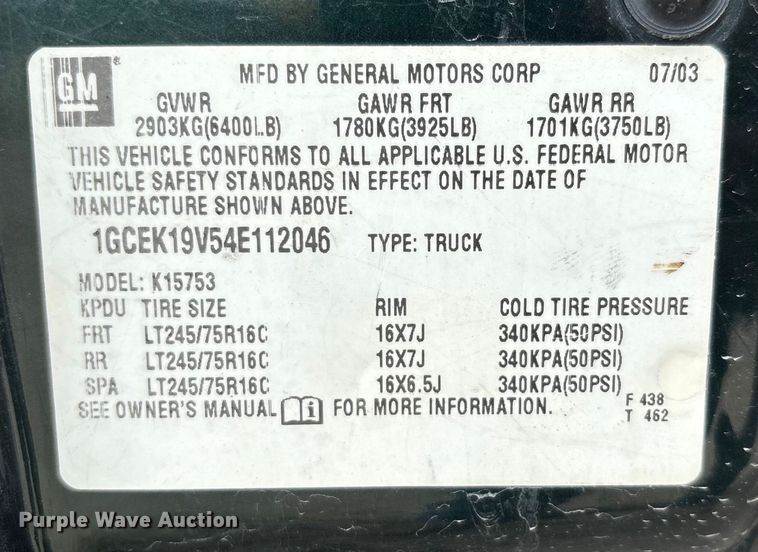 GM ®
MFD BY GENERAL MOTORS CORP 07/03
GVWR GAWR FRT GAWR RR
2903KG(6400LB) 1780KG(3925LB) 1701KG(3750LB)
THIS VEHICLE CONFORMS TO ALL APPLICABLE U.S. FEDERAL MOTOR
VEHICLE SAFETY STANDARDS IN EFFECT ON THE DATE OF
MANUFACTURE SHOWN ABOVE.
1GCEK19V54E112046 TYPE: TRUCK
MODEL: K15753
KPDU TIRE SIZE RIM COLD TIRE PRESSURE
FRT LT245/75R16C 16X7J 340KPA(50PSI)
RR LT245/75R16C 16X7J 340KPA(50PSI)
SPA LT245/75R16C 16X6.5J 340KPA(50PSI)
SEE OWNER'S MANUAL i FOR MORE INFORMATION. F 438
T 462
Purple Wave Auction